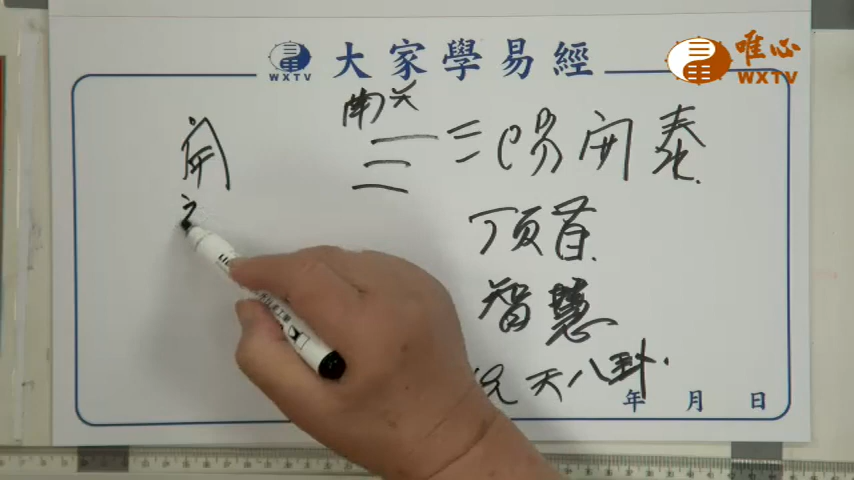 唯心
WXTV
WXTV
大家學易經
南天
三 三陽開泰
頂首
智慧
先天八卦
開
年 月 日